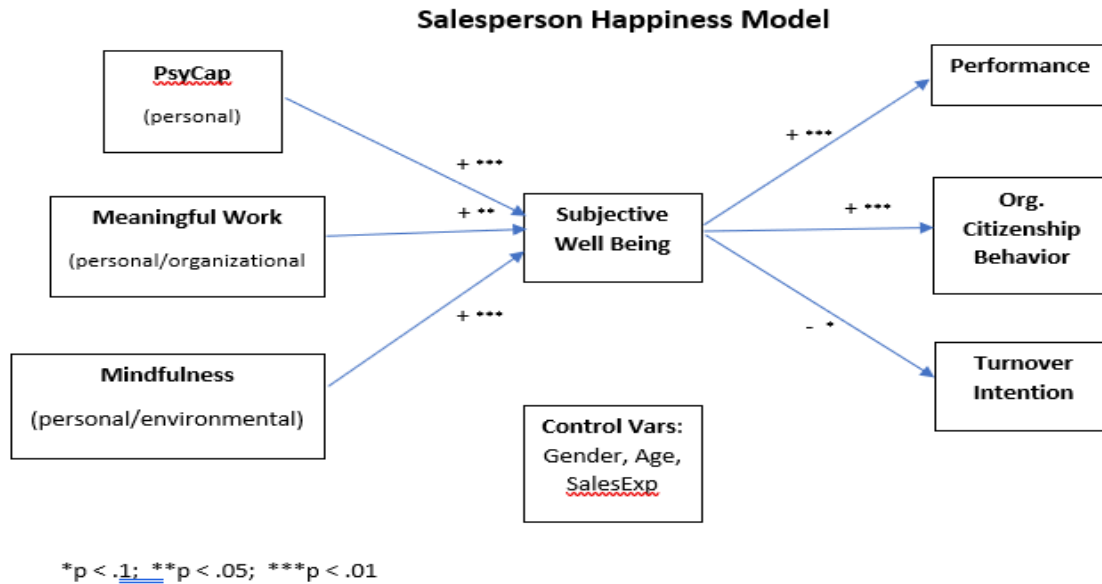 Salesperson Happiness Model
PsyCap
(personal)
Performance
+ ***
+ ***
Meaningful Work
(personal/organizational
+ **
Subjective
Well Being
+ ***
Org.
Citizenship
Behavior
+ ***
- *
Mindfulness
(personal/environmental)
Turnover
Intention
Control Vars:
Gender, Age,
SalesExp
*p < .1; **p < .05; ***p < .01